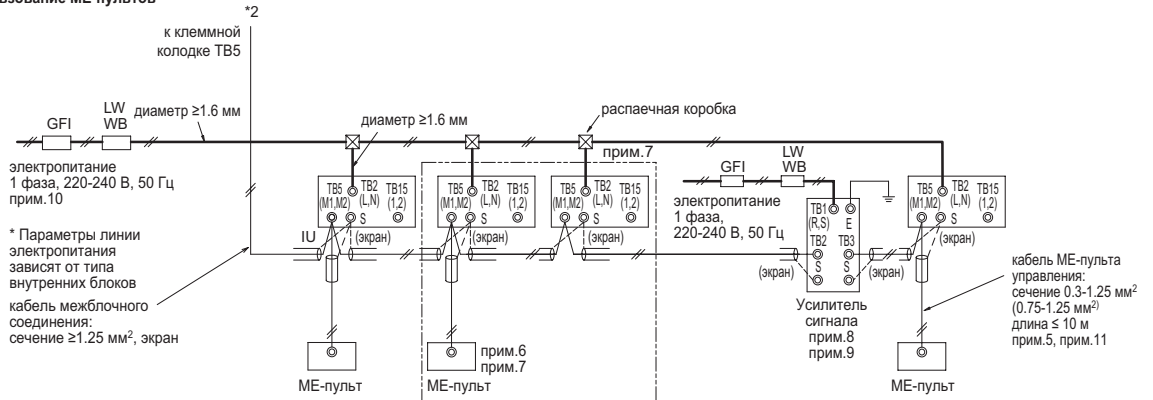 ьзование МЕ-пультов
*2
к клеммной
колодке ТВ5
GFI
LW
WB
диаметр ≥1.6 мм
диаметр ≥1.6 мм
распаечная коробка
прим.7
электропитание
1 фаза, 220-240 В, 50 Гц
прим.10
* Параметры линии
электропитания
зависят от типа
внутренних блоков
кабель межблочного
соединения:
сечение ≥1.25 мм², экран
IU
TB5
(M1,M2)
TB2
(L,N)
TB15
(1,2)
S
(экран)
TB5
(M1,M2)
TB2
(L,N)
TB15
(1,2)
S
(экран)
TB5
(M1,M2)
TB2
(L,N)
TB15
(1,2)
S
(экран)
GFI
LW
WB
электропитание
1 фаза,
220-240 В, 50 Гц
TB1
(R,S)
E
TB2
TB3
S
S
(экран)
(экран)
Усилитель
сигнала
прим.8
прим.9
TB5
(M1,M2)
TB2
(L,N)
TB15
(1,2)
S
(экран)
кабель МЕ-пульта
управления:
сечение 0.3-1.25 мм²
(0.75-1.25 мм²)
длина ≤ 10 м
прим.5, прим.11
МЕ-пульт
прим.6
прим.7
МЕ-пульт
МЕ-пульт